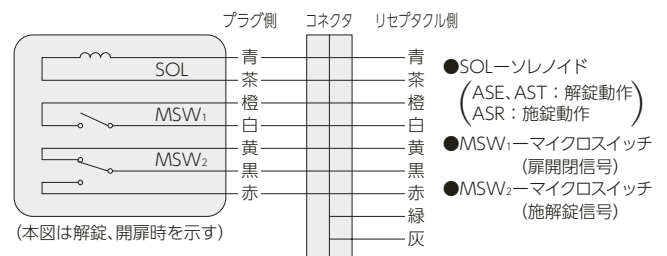 プラグ側 コネクタ リセプタクル側
青 青
SOL
茶 茶
橙 橙
MSW1
白 白
黄 黄
MSW2
黒 黒
赤 赤
緑
灰
(本図は解錠、開扉時を示す)
●SOLーソレノイド
(ASE、AST：解錠動作
ASR：施錠動作)
●MSW1ーマイクロスイッチ
(扉開閉信号)
●MSW2ーマイクロスイッチ
(施解錠信号)